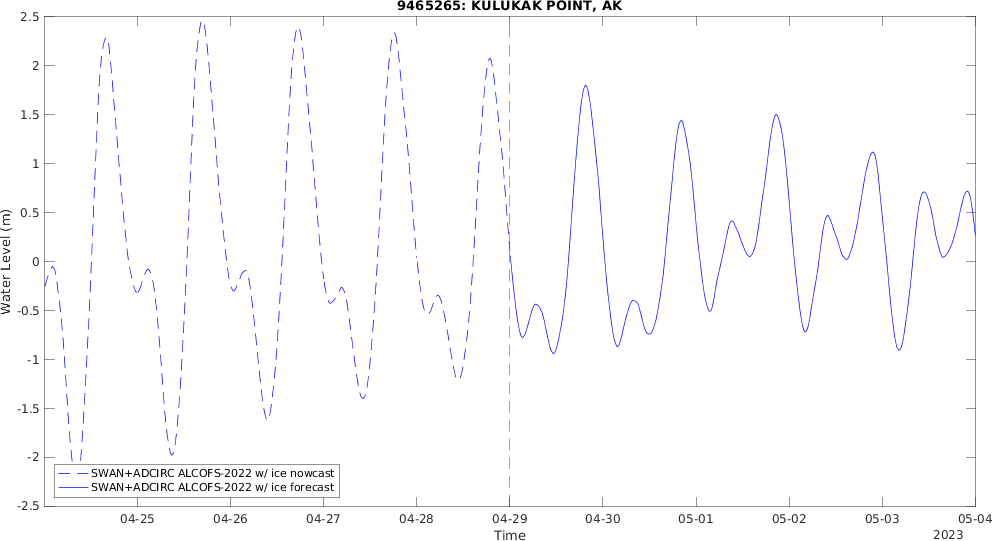 9465265: KULUKAK POINT, AK
2.5
2
1.5
1
0.5
0
-0.5
-1
-1.5
-2
-2.5
Water Level (m)
SWAN+ADCIRC ALCOFS-2022 w/ ice nowcast
SWAN+ADCIRC ALCOFS-2022 w/ ice forecast
04-25 04-26 04-27 04-28 04-29 04-30 05-01 05-02 05-03 05-04
Time
2023